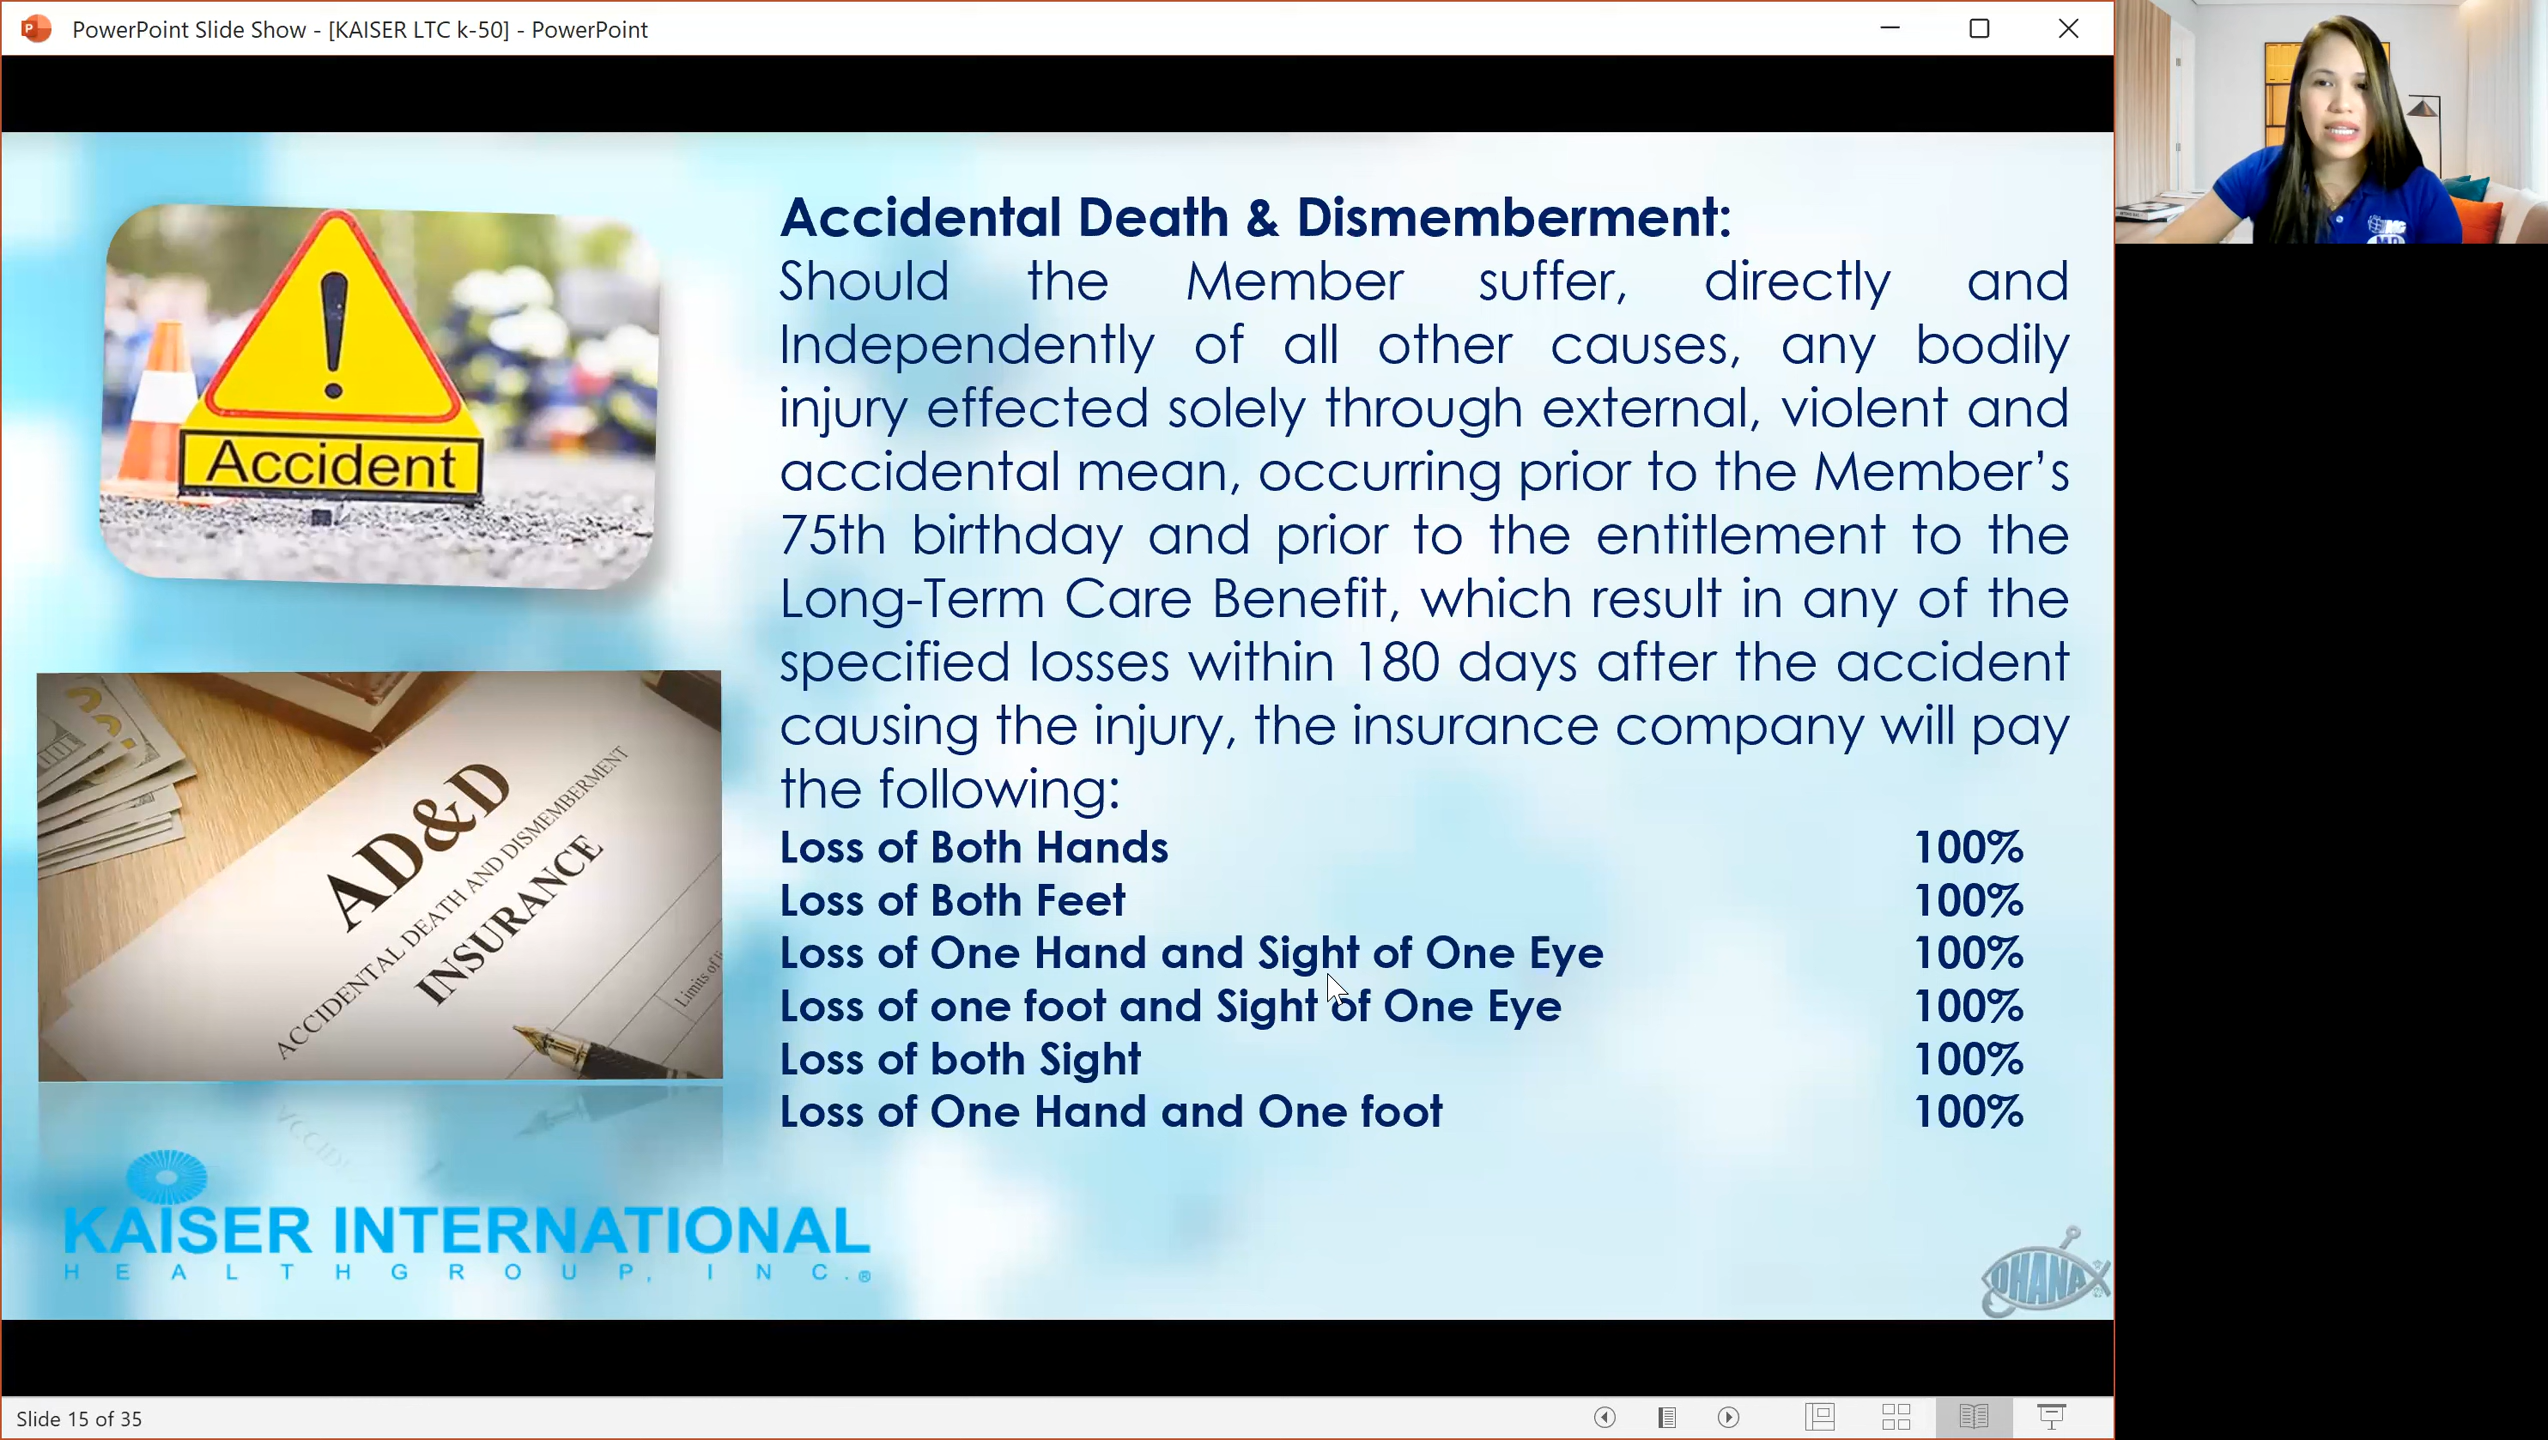 PowerPoint Slide Show - [KAISER LTC k-50] - PowerPoint
Accident
AD&D
ACCIDENTAL DEATH AND DISMEMBERMENT
INSURANCE
Limits of
KAISER INTERNATIONAL
HEALTHGROUP, INC.®
Accidental Death & Dismemberment:
Should the Member suffer, directly and
Independently of all other causes, any bodily
injury effected solely through external, violent and
accidental mean, occurring prior to the Member’s
75th birthday and prior to the entitlement to the
Long-Term Care Benefit, which result in any of the
specified losses within 180 days after the accident
causing the injury, the insurance company will pay
the following:
Loss of Both Hands 100%
Loss of Both Feet 100%
Loss of One Hand and Sight of One Eye 100%
Loss of one foot and Sight of One Eye 100%
Loss of both Sight 100%
Loss of One Hand and One foot 100%
OHANA
Slide 15 of 35